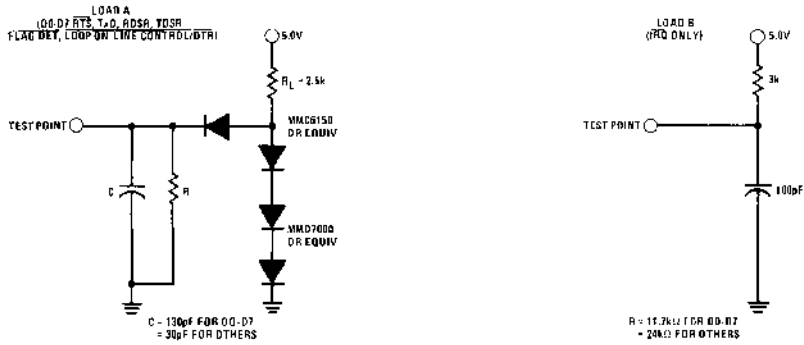 LOAD A
(D0-D7 RTS, TxD, RDSR, TDSR
FLAG DET, LOOP ON LINE CONTROL/DTR)
5.0V
R_L = 2.5k
TEST POINT
MMD6150
OR EQUIV
C
R
MMD7000
OR EQUIV
C = 130pF FOR D0-D7
= 30pF FOR OTHERS
LOAD B
(IRQ ONLY)
5.0V
3k
TEST POINT
100pF
R = 11.7kΩ FOR D0-D7
= 24kΩ FOR OTHERS